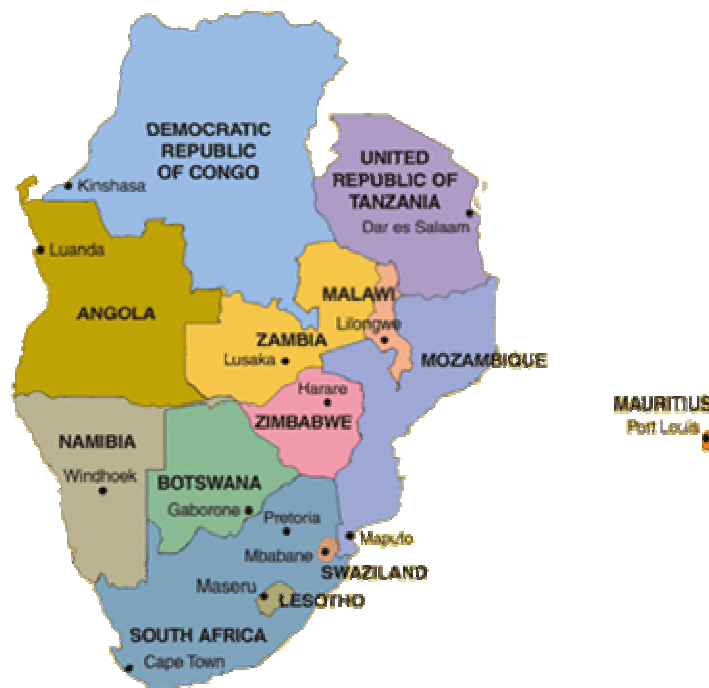 DEMOCRATIC
REPUBLIC
OF CONGO
UNITED
REPUBLIC OF
TANZANIA
Kinshasa
Dar es Salaam
Luanda
ANGOLA
MALAWI
Lilongwe
ZAMBIA
Lusaka
MOZAMBIQUE
Harare
ZIMBABWE
MAURITIUS
Port Louis
NAMIBIA
Windhoek
BOTSWANA
Gaborone
Pretoria
Maputo
Mbabane
SWAZILAND
Maseru
LESOTHO
SOUTH AFRICA
Cape Town